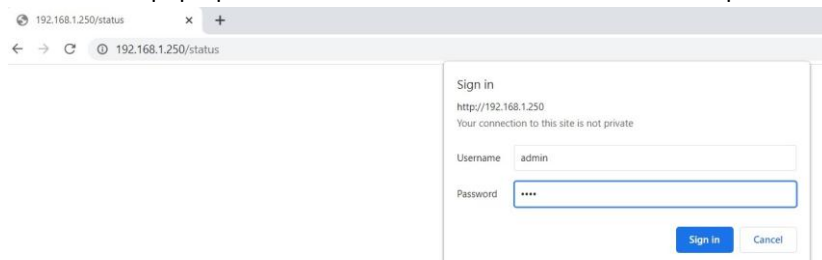 192.168.1.250/status
192.168.1.250/status
Sign in
http://192.168.1.250
Your connection to this site is not private
Username admin
Password ••••
Sign in Cancel